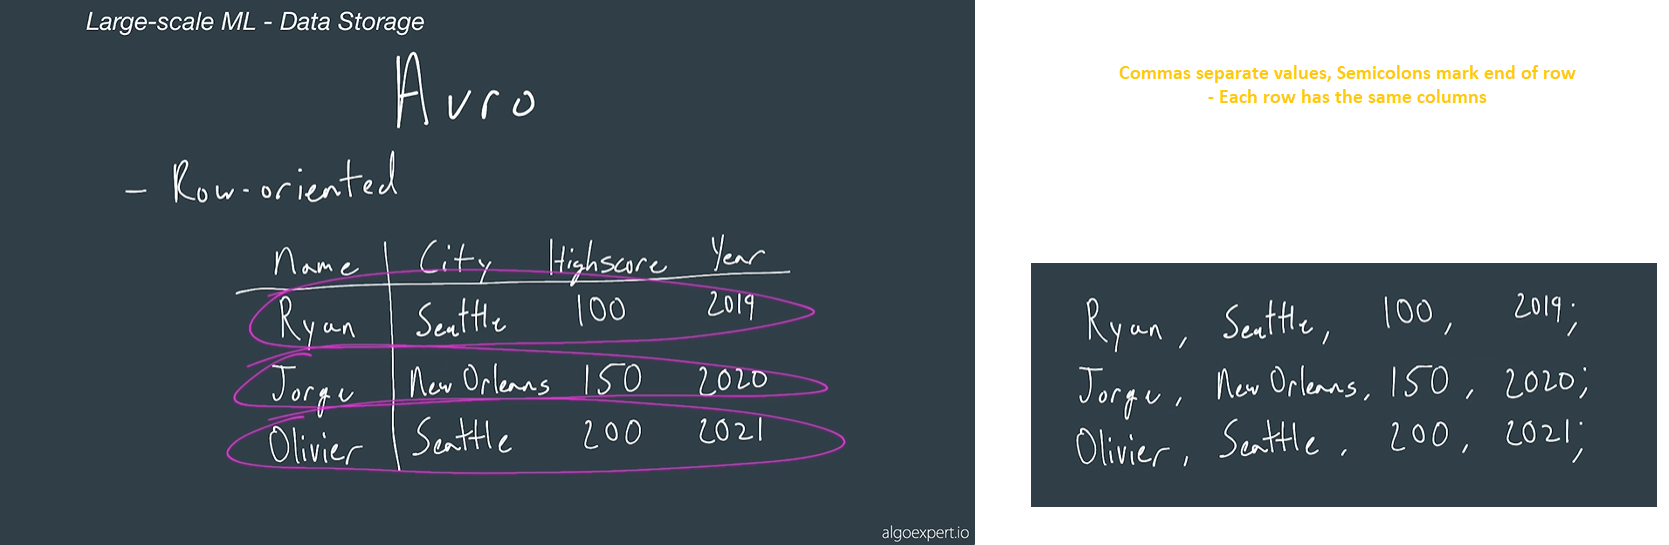 Large-scale ML - Data Storage
Avro
- Row-oriented
Name City Highscore Year
Ryan Seattle 100 2019
Jorge New Orleans 150 2020
Olivier Seattle 200 2021
algoexpert.io
Commas separate values, Semicolons mark end of row
- Each row has the same columns
Ryan, Seattle, 100, 2019;
Jorge, New Orleans, 150, 2020;
Olivier, Seattle, 200, 2021;